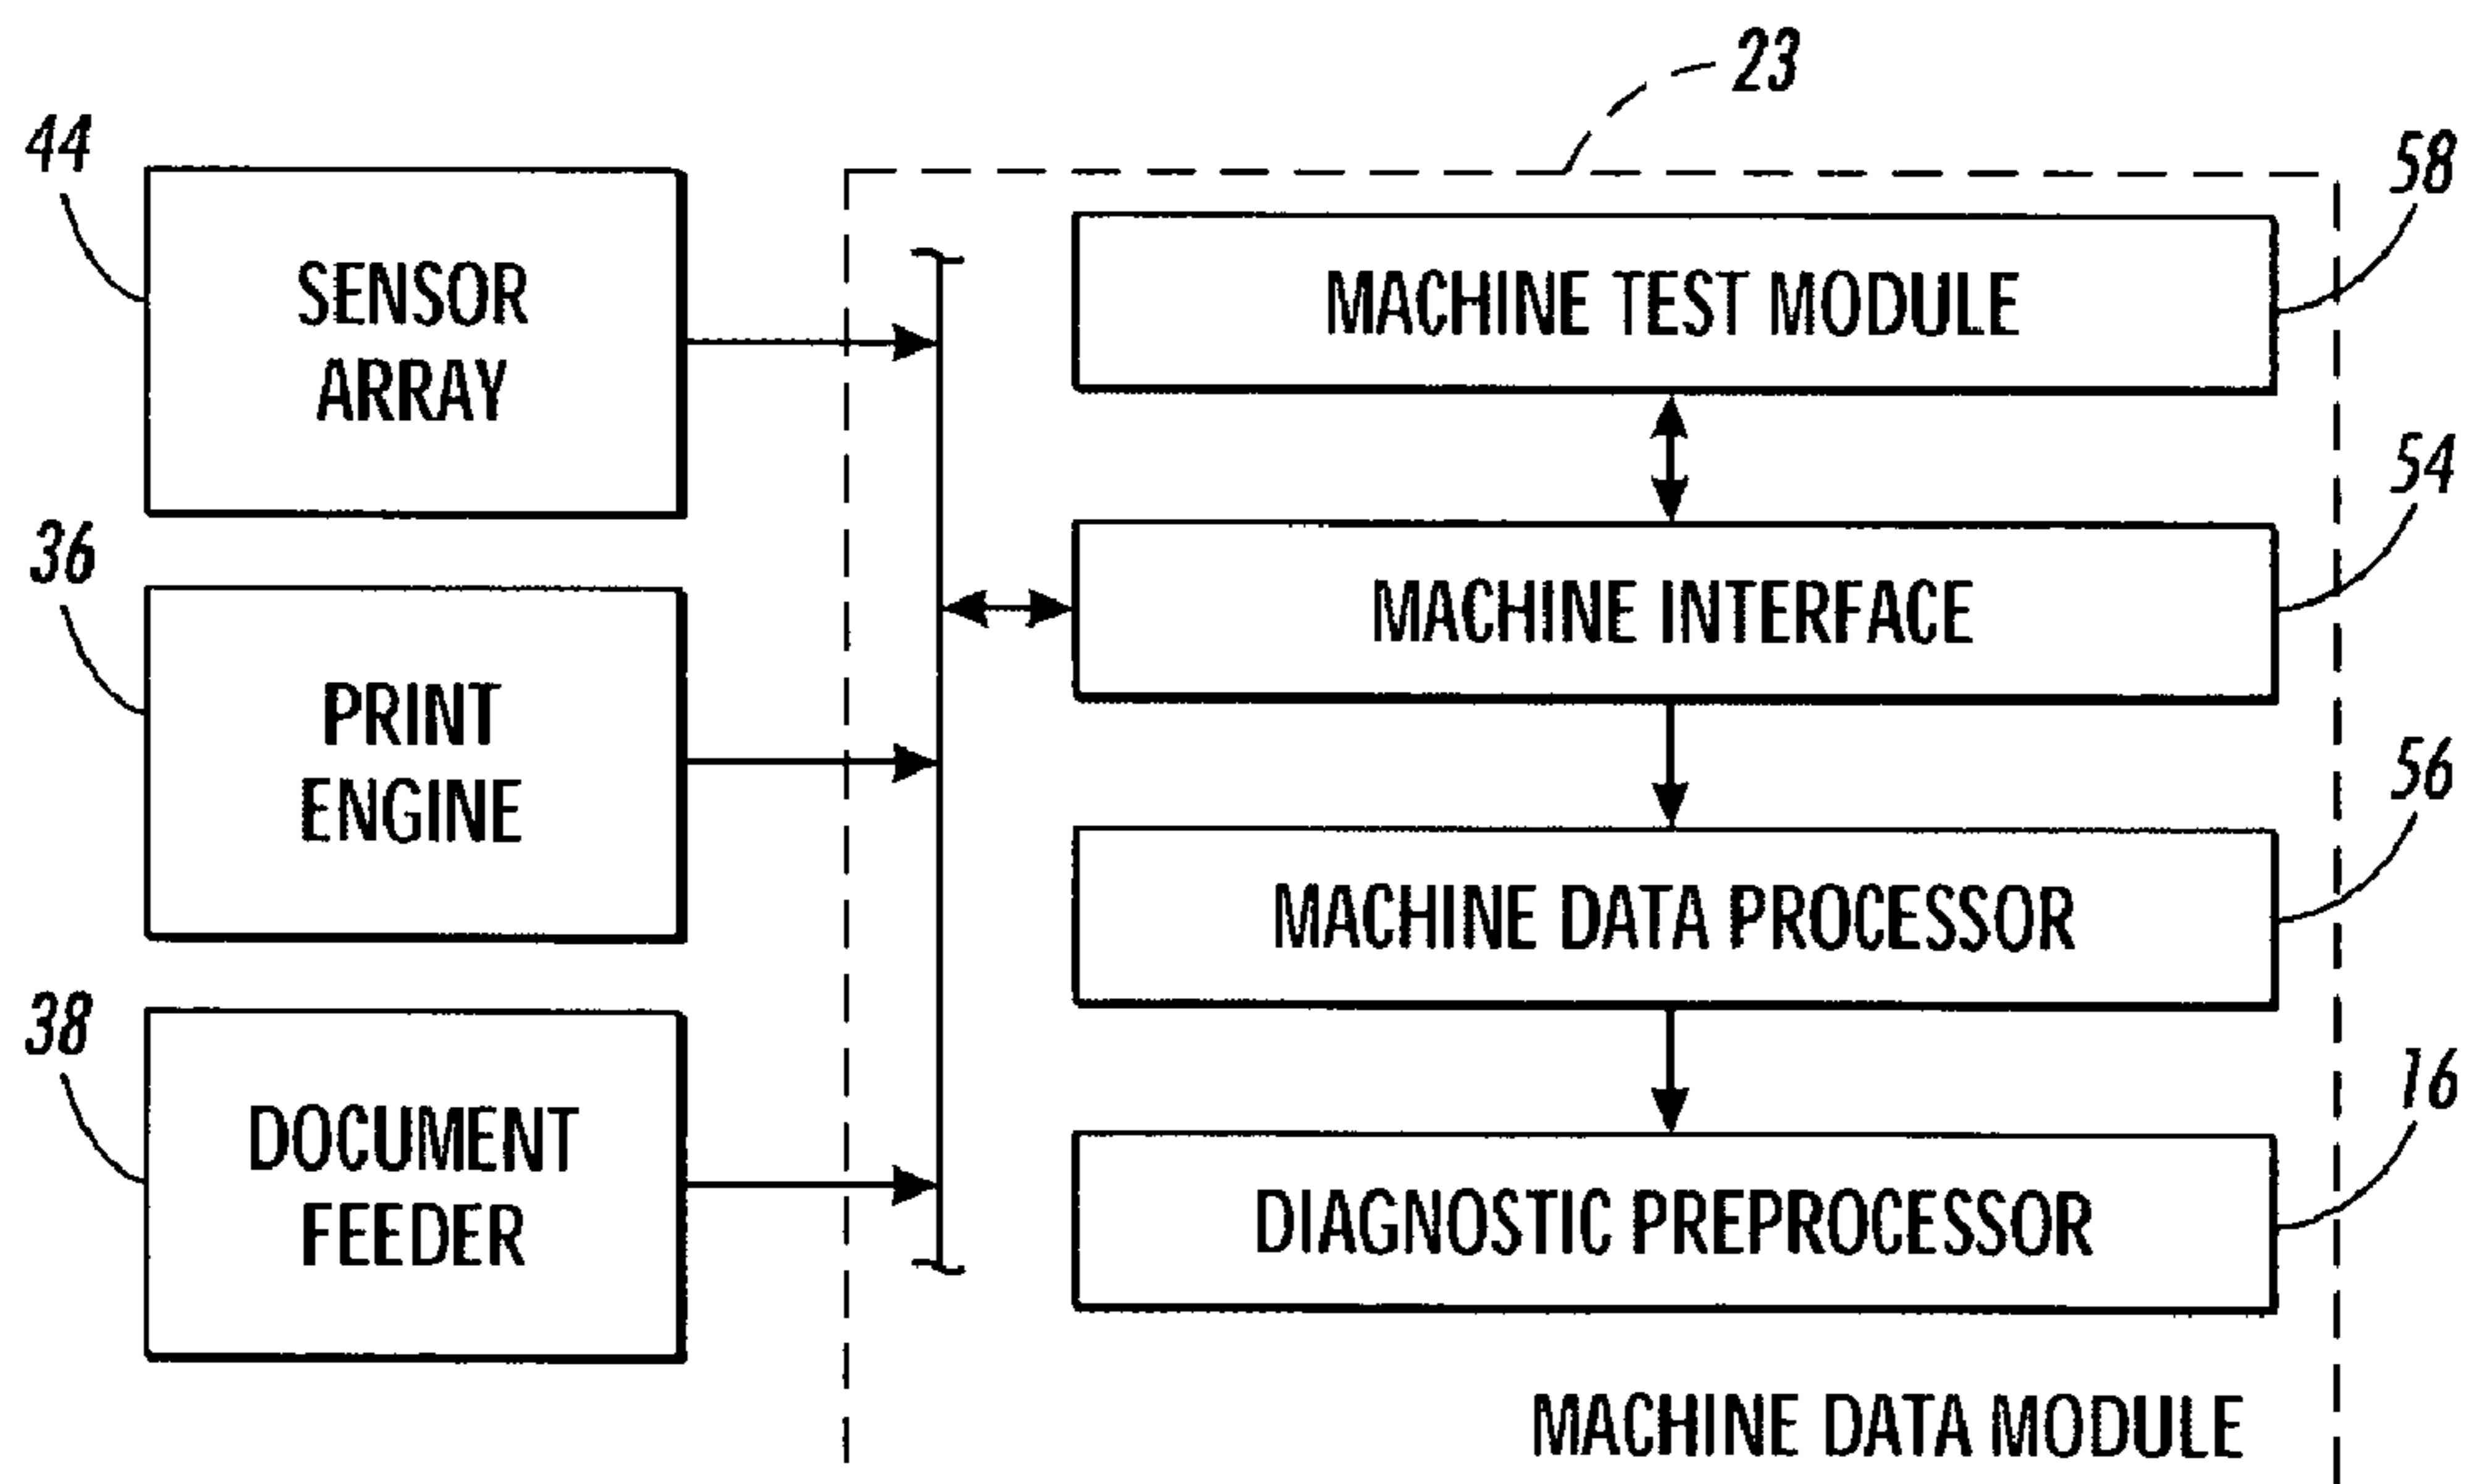 23
44
SENSOR
ARRAY
58
MACHINE TEST MODULE
54
MACHINE INTERFACE
36
PRINT
ENGINE
56
MACHINE DATA PROCESSOR
38
DOCUMENT
FEEDER
16
DIAGNOSTIC PREPROCESSOR
MACHINE DATA MODULE